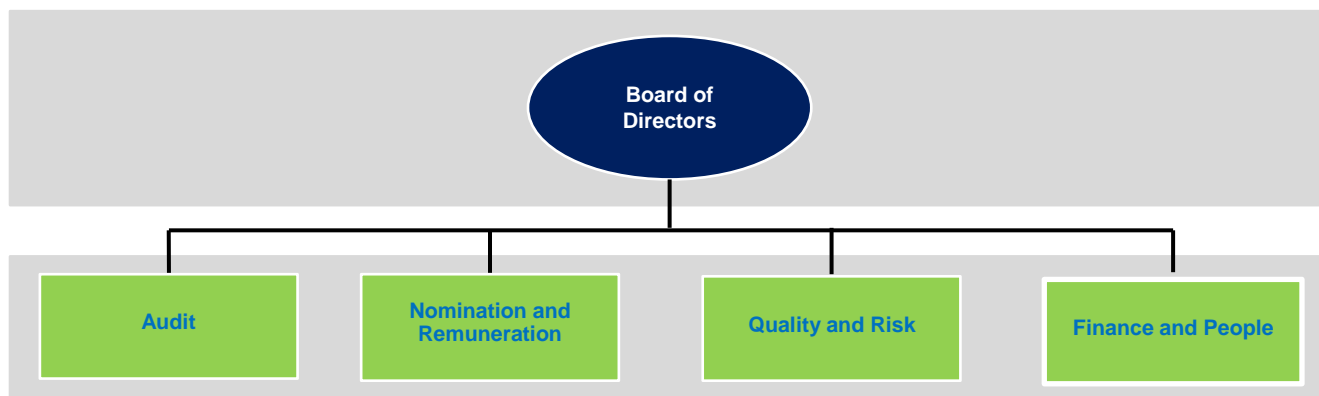 Board of
Directors
Audit
Nomination and
Remuneration
Quality and Risk
Finance and People